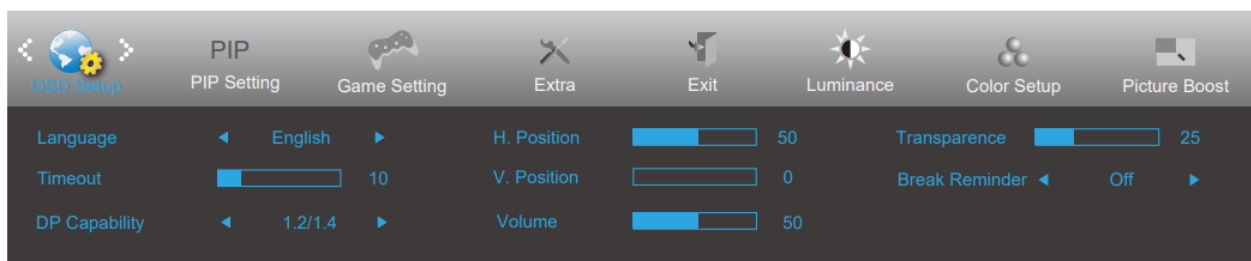 PIP
OSD Setup PIP Setting Game Setting Extra Exit Luminance Color Setup Picture Boost
Language English H. Position 50 Transparence 25
Timeout 10 V. Position 0 Break Reminder Off
DP Capability 1.2/1.4 Volume 50